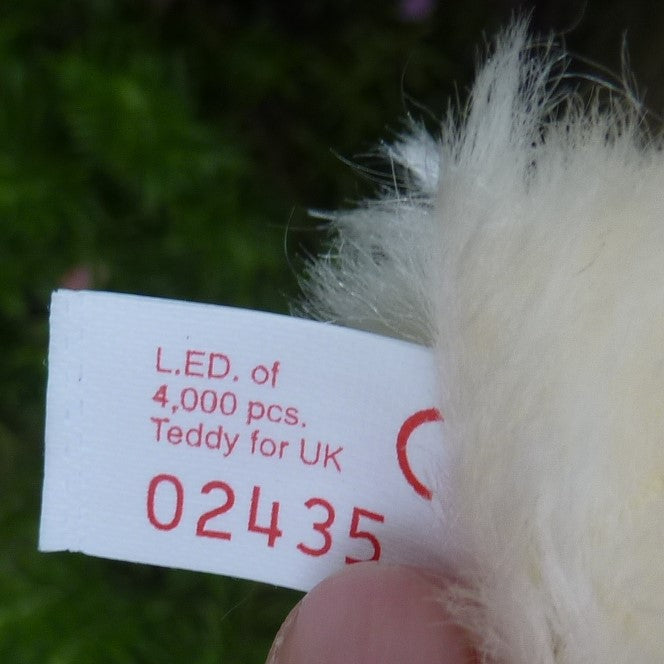 L.ED. of
4,000 pcs.
Teddy for UK
02435